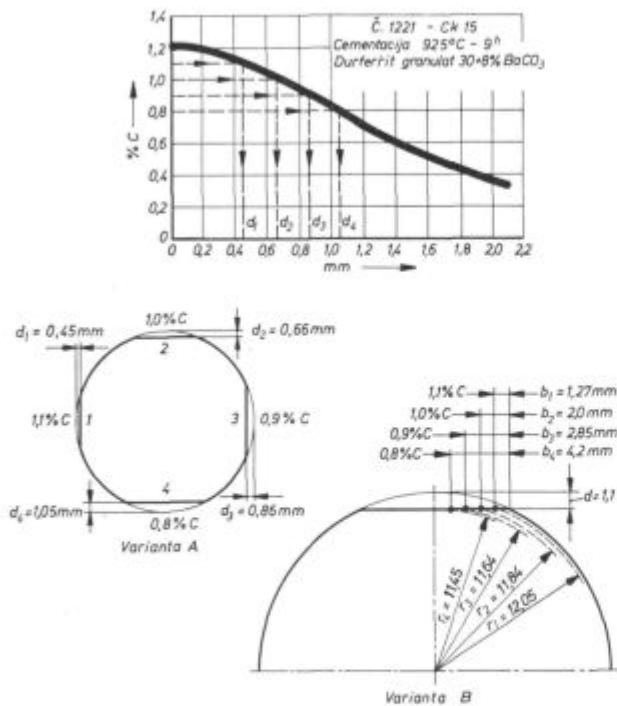 Č. 1221 - Ck 15
Cementacija 925°C - 9ʰ
Durferrit granulat 30+8% BaCO₃
% C
1,4
1,2
1,0
0,8
0,6
0,4
0,2
0
0 0,2 0,4 0,6 0,8 1,0 1,2 1,4 1,6 1,8 2,0 2,2
d₁ d₂ d₃ d₄
mm
1,0%C
d₁ = 0,45mm
d₂ = 0,66mm
2
1,1% C 1
3 0,9% C
4
d₄ = 1,05mm
0,8% C
d₃ = 0,85mm
Varianta A
1,1% C b₁ = 1,27mm
1,0%C b₂ = 2,0mm
0,9%C b₃ = 2,85mm
0,8%C b₄ = 4,2mm
d=1,1
r₄ = 11,45
r₃ = 11,64
r₂ = 11,84
r₁ = 12,05
Varianta B